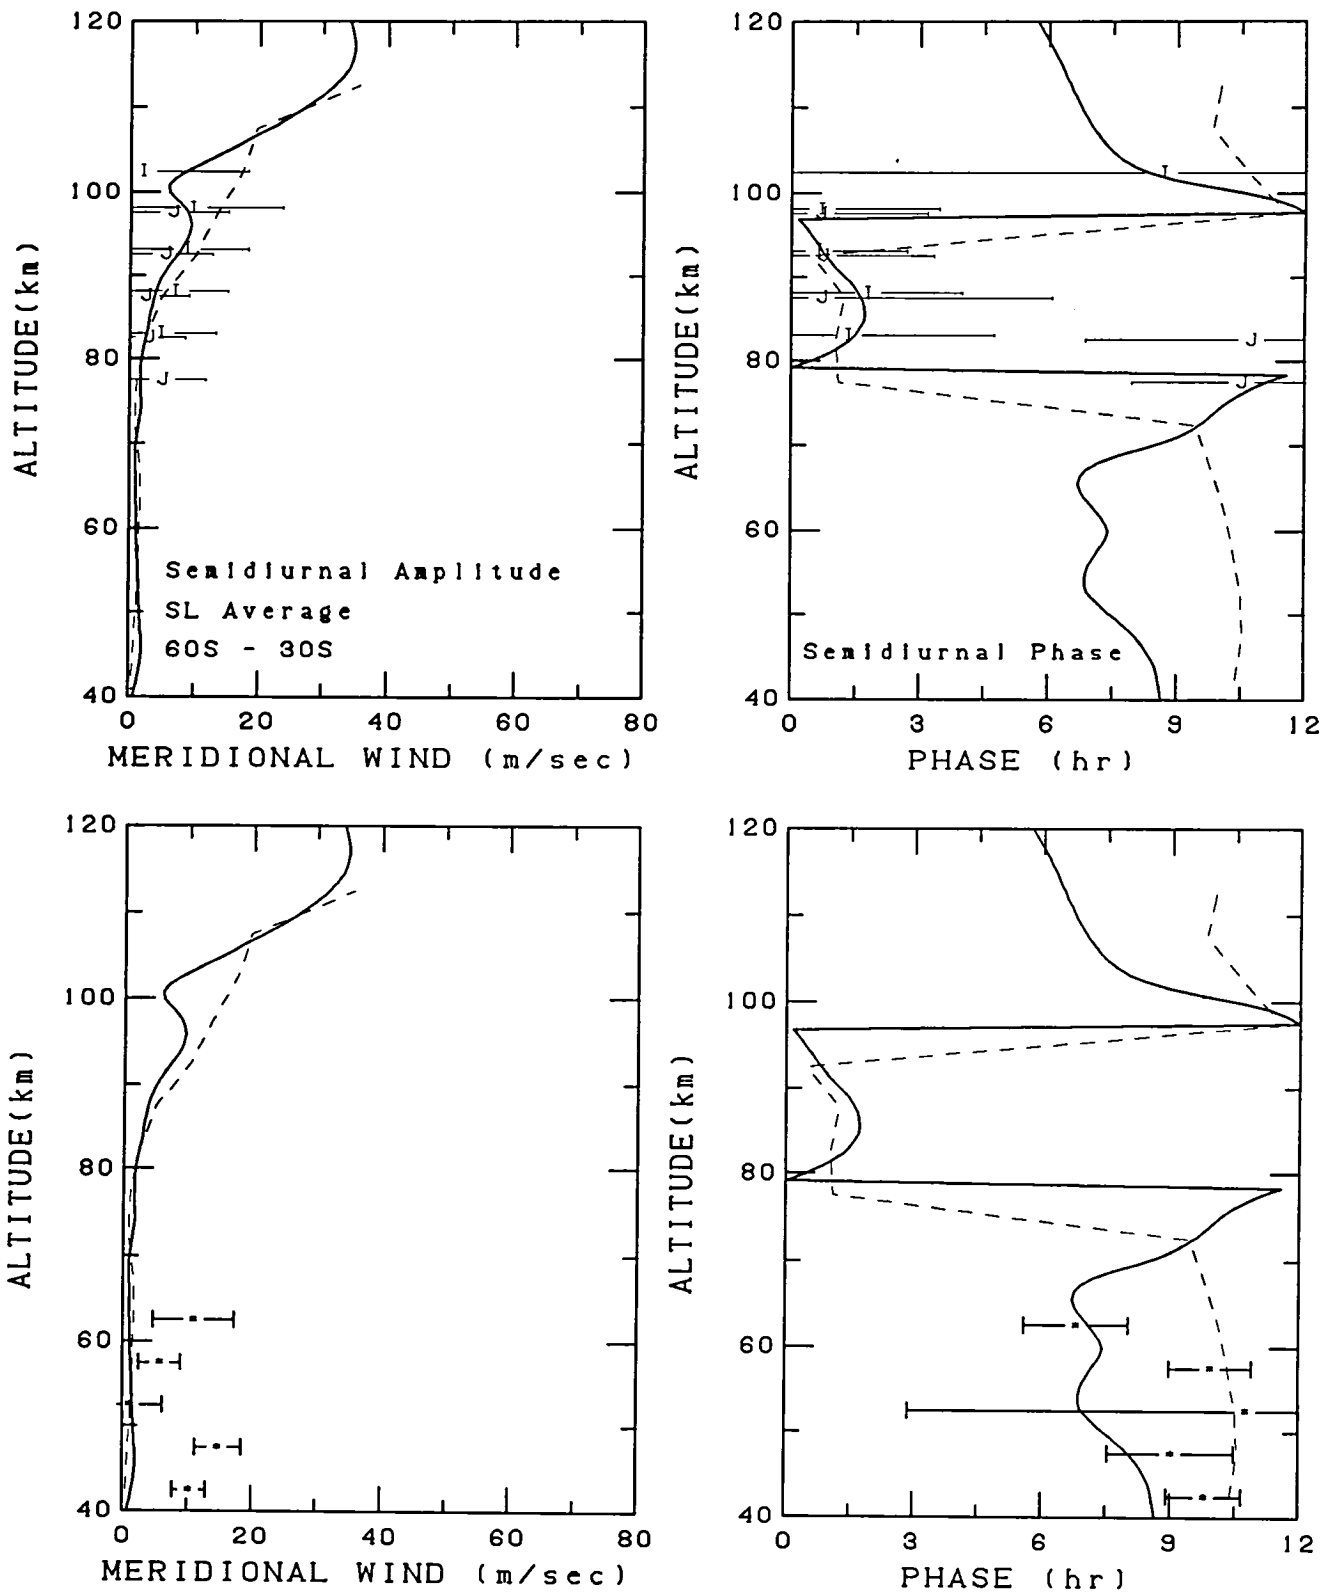 120
100
80
60
40
ALTITUDE(km)
Semidiurnal Amplitude
SL Average
60S - 30S
0 20 40 60 80
MERIDIONAL WIND (m/sec)
I
I
J
I
J
I
J
I
J
J
120
100
80
60
40
ALTITUDE(km)
Semidiurnal Phase
0 3 6 9 12
PHASE (hr)
I
I
J
I
J
I
J
I
J
J
120
100
80
60
40
ALTITUDE(km)
0 20 40 60 80
MERIDIONAL WIND (m/sec)
120
100
80
60
40
ALTITUDE(km)
0 3 6 9 12
PHASE (hr)